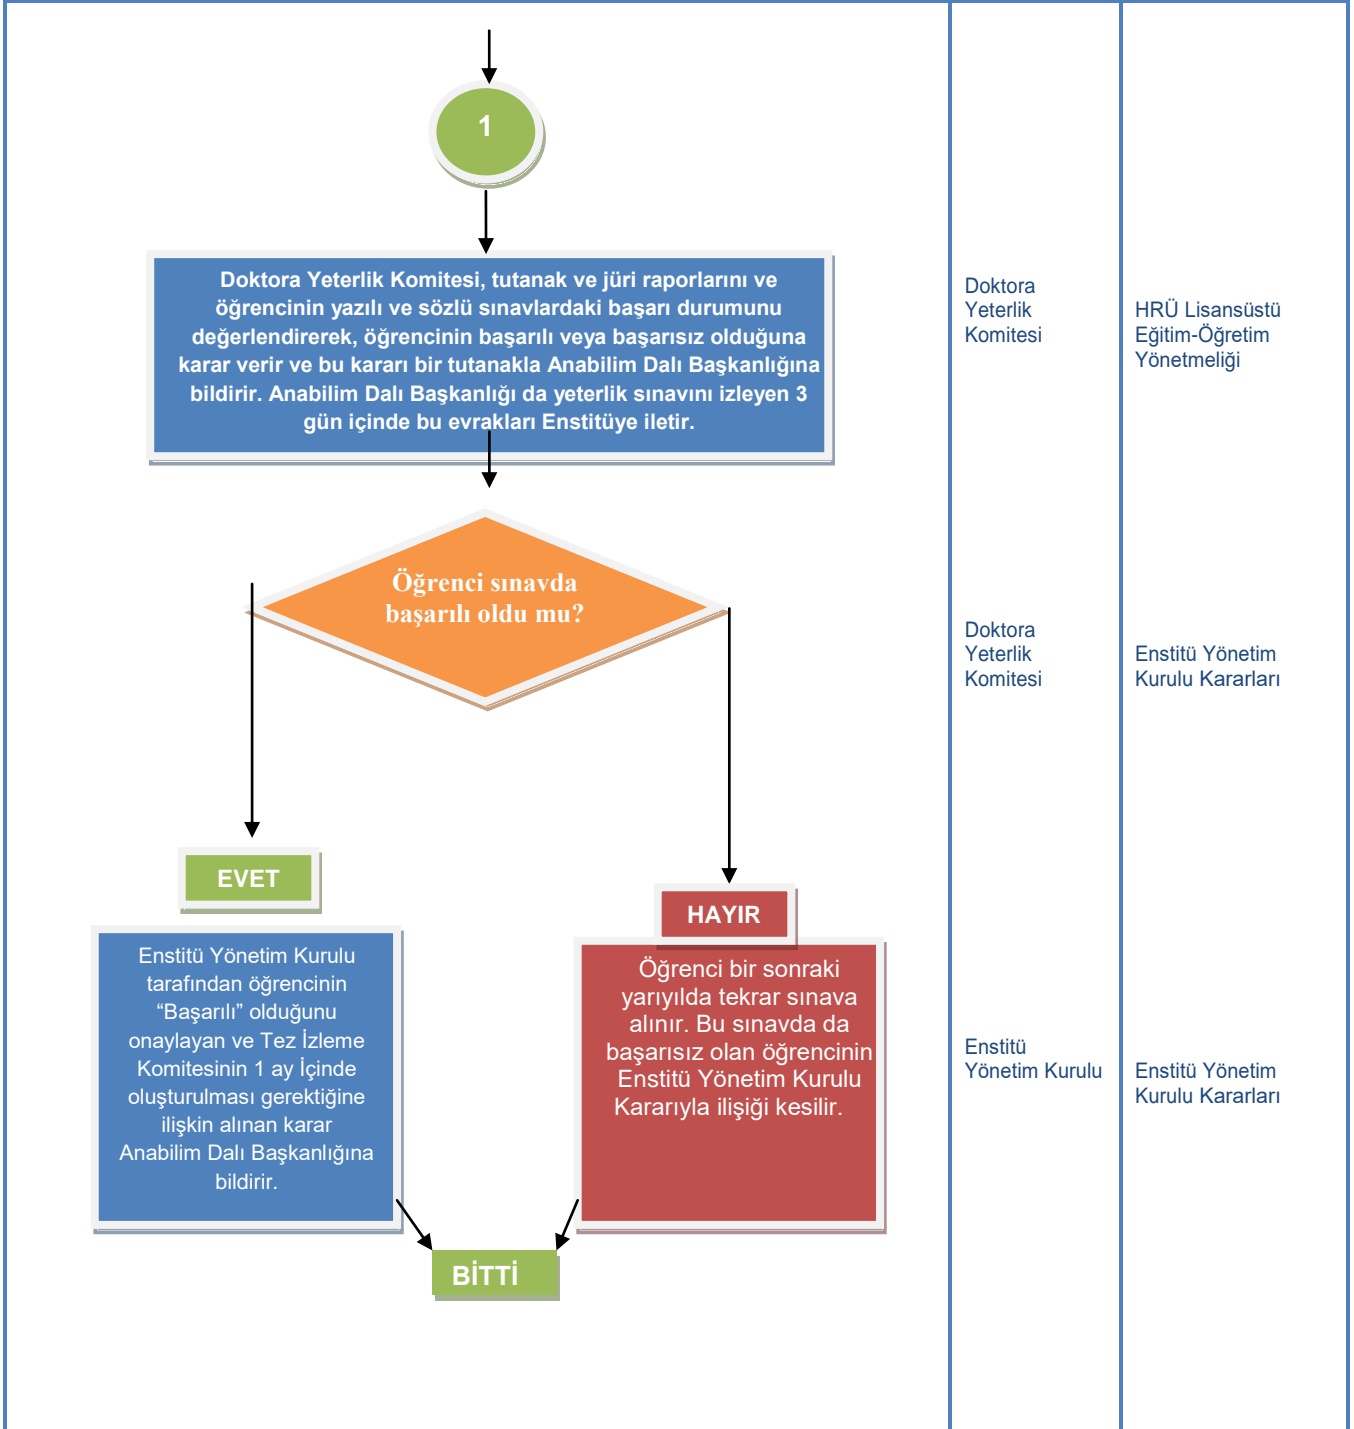 1
Doktora Yeterlik Komitesi, tutanak ve jüri raporlarını ve
öğrencinin yazılı ve sözlü sınavlardaki başarı durumunu
değerlendirerek, öğrencinin başarılı veya başarısız olduğuna
karar verir ve bu kararı bir tutanakla Anabilim Dalı Başkanlığına
bildirir. Anabilim Dalı Başkanlığı da yeterlik sınavını izleyen 3
gün içinde bu evrakları Enstitüye iletir.
Doktora
Yeterlik
Komitesi
HRÜ Lisansüstü
Eğitim-Öğretim
Yönetmeliği
Öğrenci sınavda
başarılı oldu mu?
Doktora
Yeterlik
Komitesi
Enstitü Yönetim
Kurulu Kararları
EVET
Enstitü Yönetim Kurulu
tarafından öğrencinin
“Başarılı” olduğunu
onaylayan ve Tez İzleme
Komitesinin 1 ay İçinde
oluşturulması gerektiğine
ilişkin alınan karar
Anabilim Dalı Başkanlığına
bildirir.
HAYIR
Öğrenci bir sonraki
yarıyılda tekrar sınava
alınır. Bu sınavda da
başarısız olan öğrencinin
Enstitü Yönetim Kurulu
Kararıyla ilişiği kesilir.
Enstitü
Yönetim Kurulu
Enstitü Yönetim
Kurulu Kararları
BİTTİ